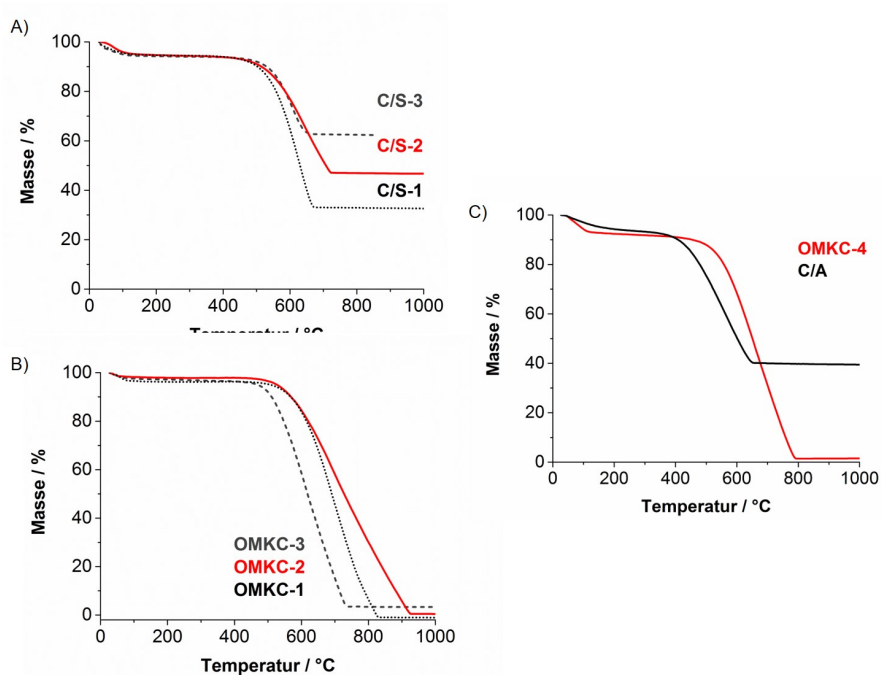 A)
100
80
60
40
20
0
Masse / %
C/S-3
C/S-2
C/S-1
0 200 400 600 800 1000
Temperatur / °C
B)
100
80
60
40
20
0
Masse / %
OMKC-3
OMKC-2
OMKC-1
0 200 400 600 800 1000
Temperatur / °C
C)
100
80
60
40
20
0
Masse / %
OMKC-4
C/A
0 200 400 600 800 1000
Temperatur / °C